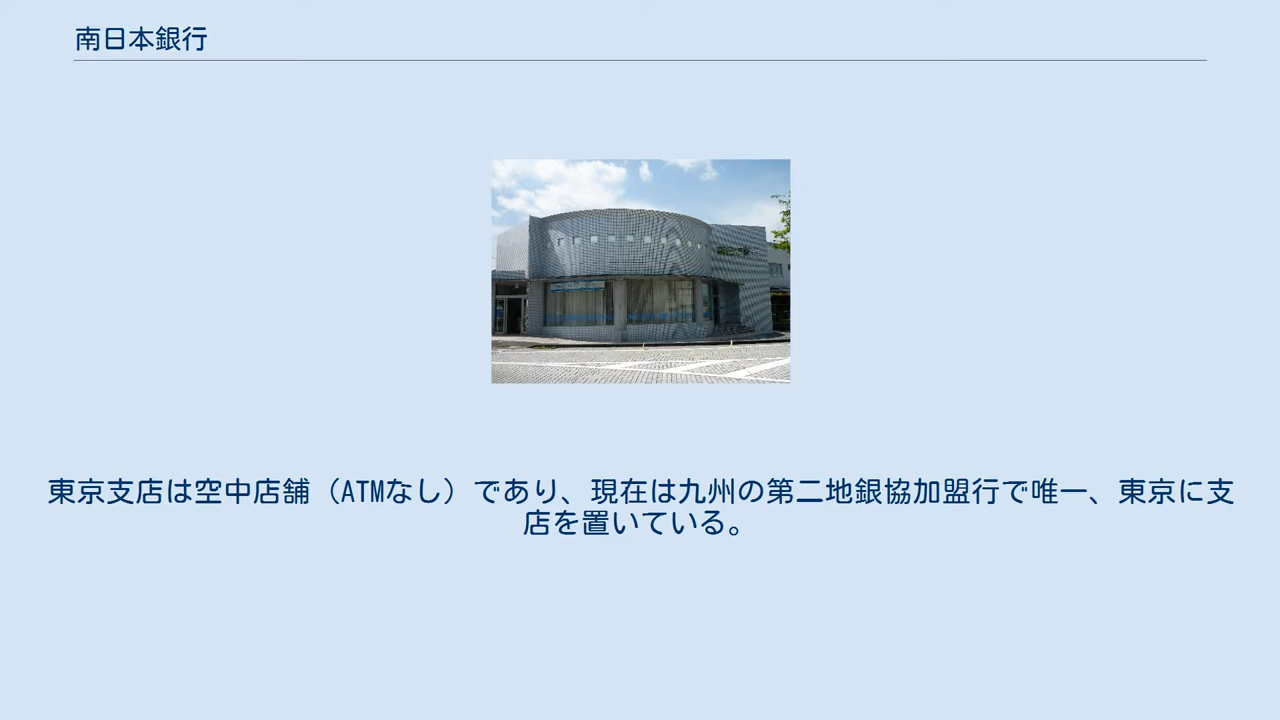 南日本銀行
東京支店は空中店舗（ATMなし）であり、現在は九州の第二地銀協加盟行で唯一、東京に支
店を置いている。